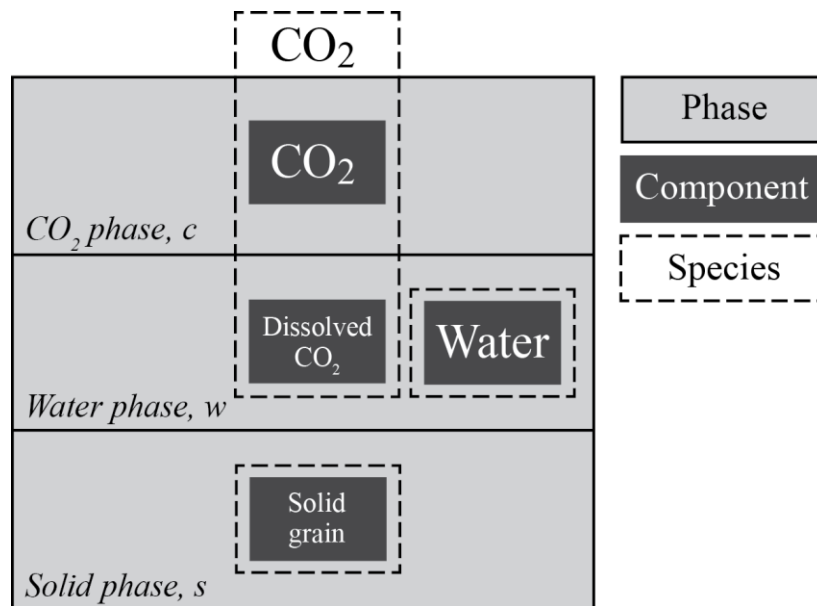 CO₂
CO₂
CO₂ phase, c
Dissolved
CO₂
Water
Water phase, w
Solid
grain
Solid phase, s
Phase
Component
Species